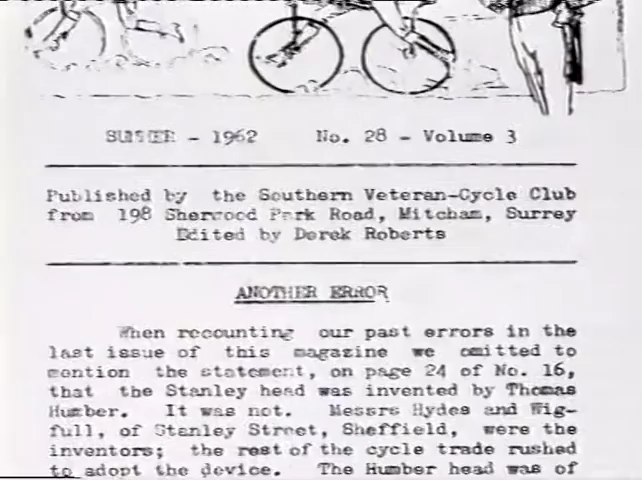 SUMMER - 1962 No. 28 - Volume 3
Published by the Southern Veteran-Cycle Club
from 198 Sherwood Park Road, Mitcham, Surrey
Edited by Derek Roberts
ANOTHER ERROR
When recounting our past errors in the
last issue of this magazine we omitted to
mention the statement, on page 24 of No. 16,
that the Stanley head was invented by Thomas
Humber. It was not. Messrs Hydes and Wig-
full, of Stanley Street, Sheffield, were the
inventors; the rest of the cycle trade rushed
to adopt the device. The Humber head was of